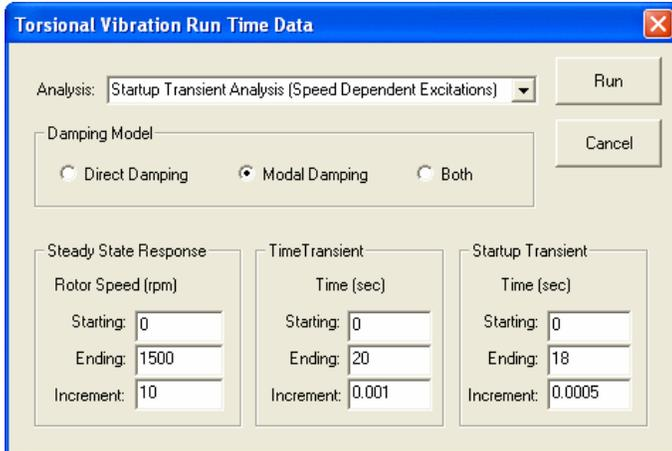 Torsional Vibration Run Time Data
Analysis: Startup Transient Analysis (Speed Dependent Excitations)
Run
Cancel
Damping Model
Direct Damping Modal Damping Both
Steady State Response
Rotor Speed (rpm)
Starting: 0
Ending: 1500
Increment: 10
TimeTransient
Time (sec)
Starting: 0
Ending: 20
Increment: 0.001
Startup Transient
Time (sec)
Starting: 0
Ending: 18
Increment: 0.0005